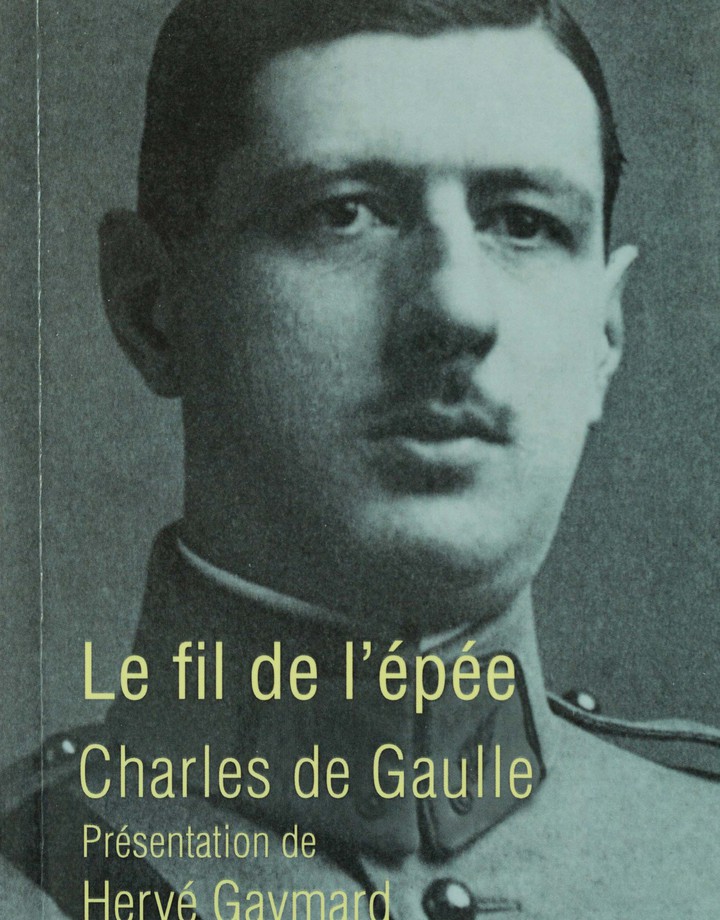 Le fil de l'épée
Charles de Gaulle
Présentation de
Hervé Gaymard